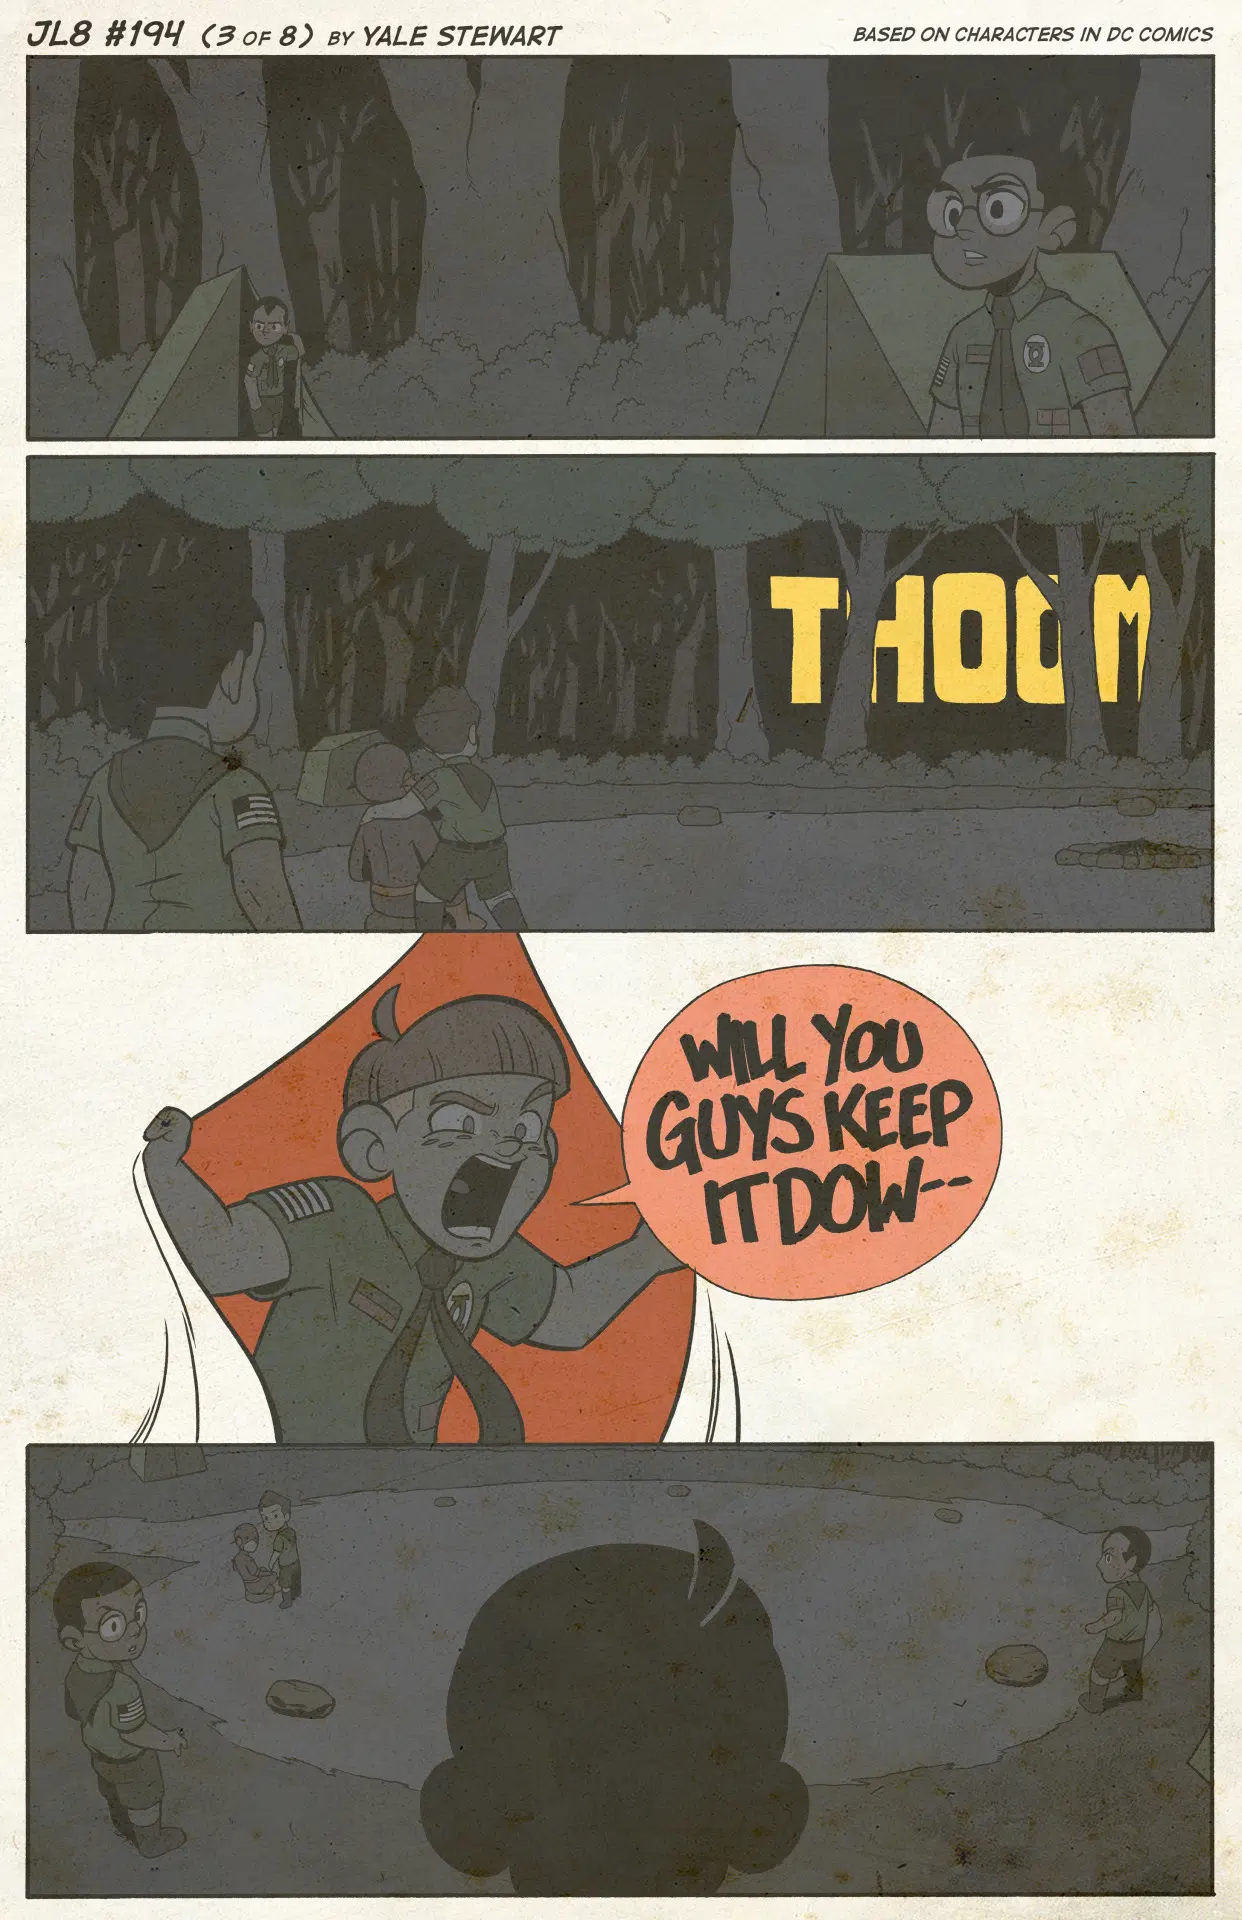 JL8 #194 (3 OF 8) BY YALE STEWART
BASED ON CHARACTERS IN DC COMICS
THOOM
WILL YOU
GUYS KEEP
IT DOW--